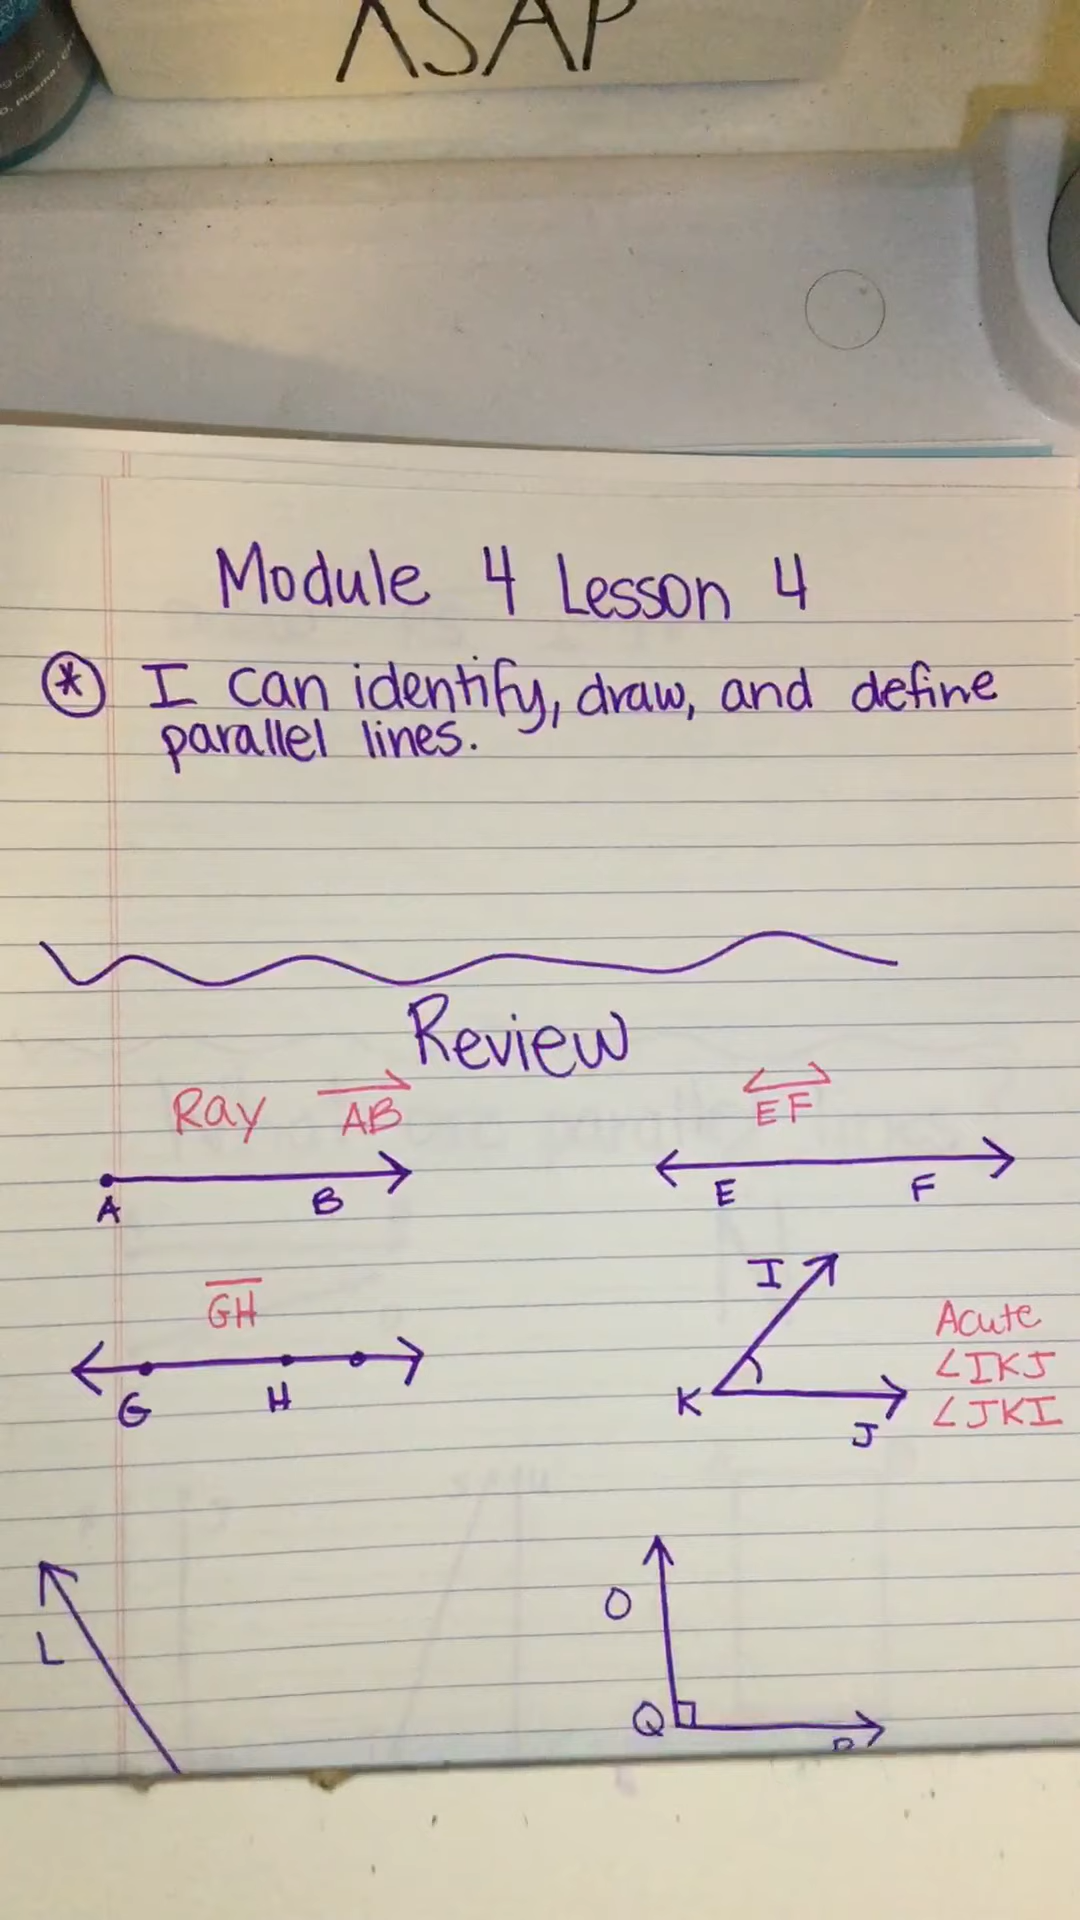 ASAP
Module 4 Lesson 4
* I can identify, draw, and define
parallel lines.
Review
Ray AB
EF
A B
E F
GH
G H
I
K
J
Acute
∠IKJ
∠JKI
L
O
Q